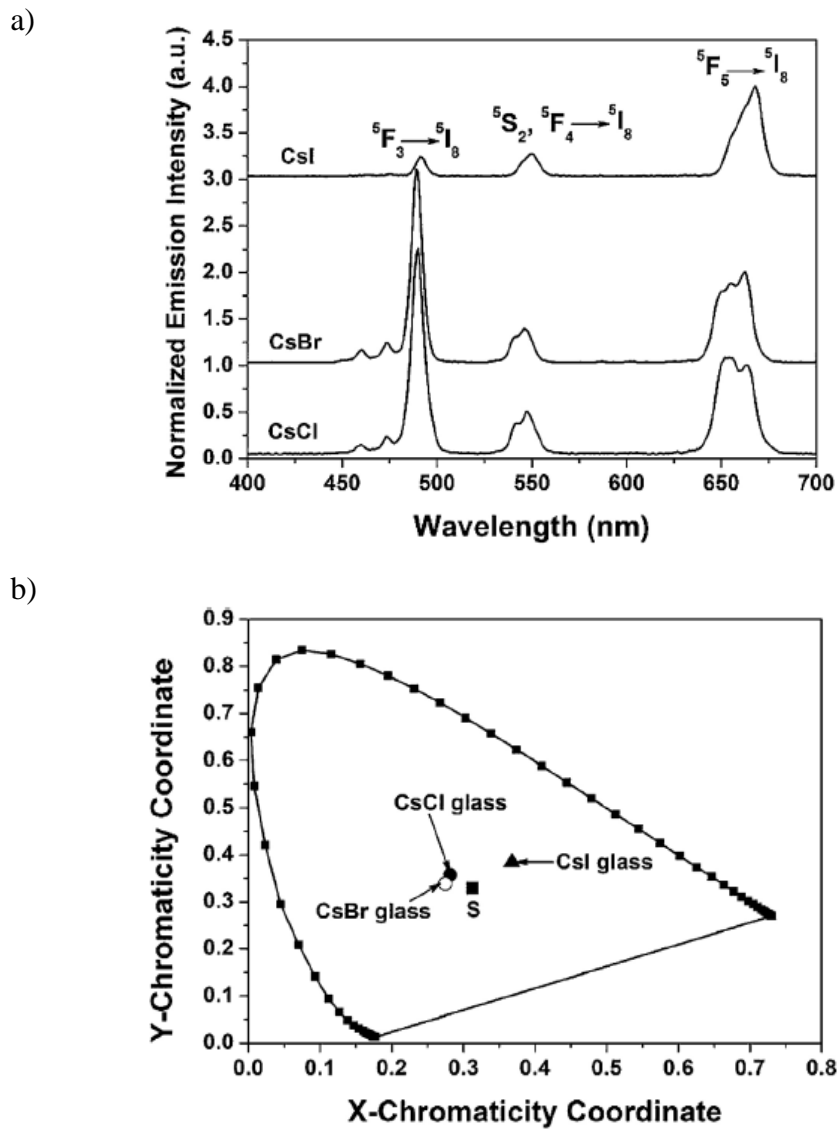 a)
4.5
4.0
3.5
3.0
2.0
1.5
1.0
0.5
0.0
Normalized Emission Intensity (a.u.)
⁵F₃ → ⁵I₈
⁵S₂, ⁵F₄ → ⁵I₈
⁵F₅ → ⁵I₈
CsI
CsBr
CsCl
400 450 500 550 600 650 700
Wavelength (nm)
b)
0.9
0.8
0.7
0.6
0.5
0.4
0.3
0.2
0.1
0.0
Y-Chromaticity Coordinate
CsCl glass
CsI glass
CsBr glass
S
0.0 0.1 0.2 0.3 0.4 0.5 0.6 0.7 0.8
X-Chromaticity Coordinate